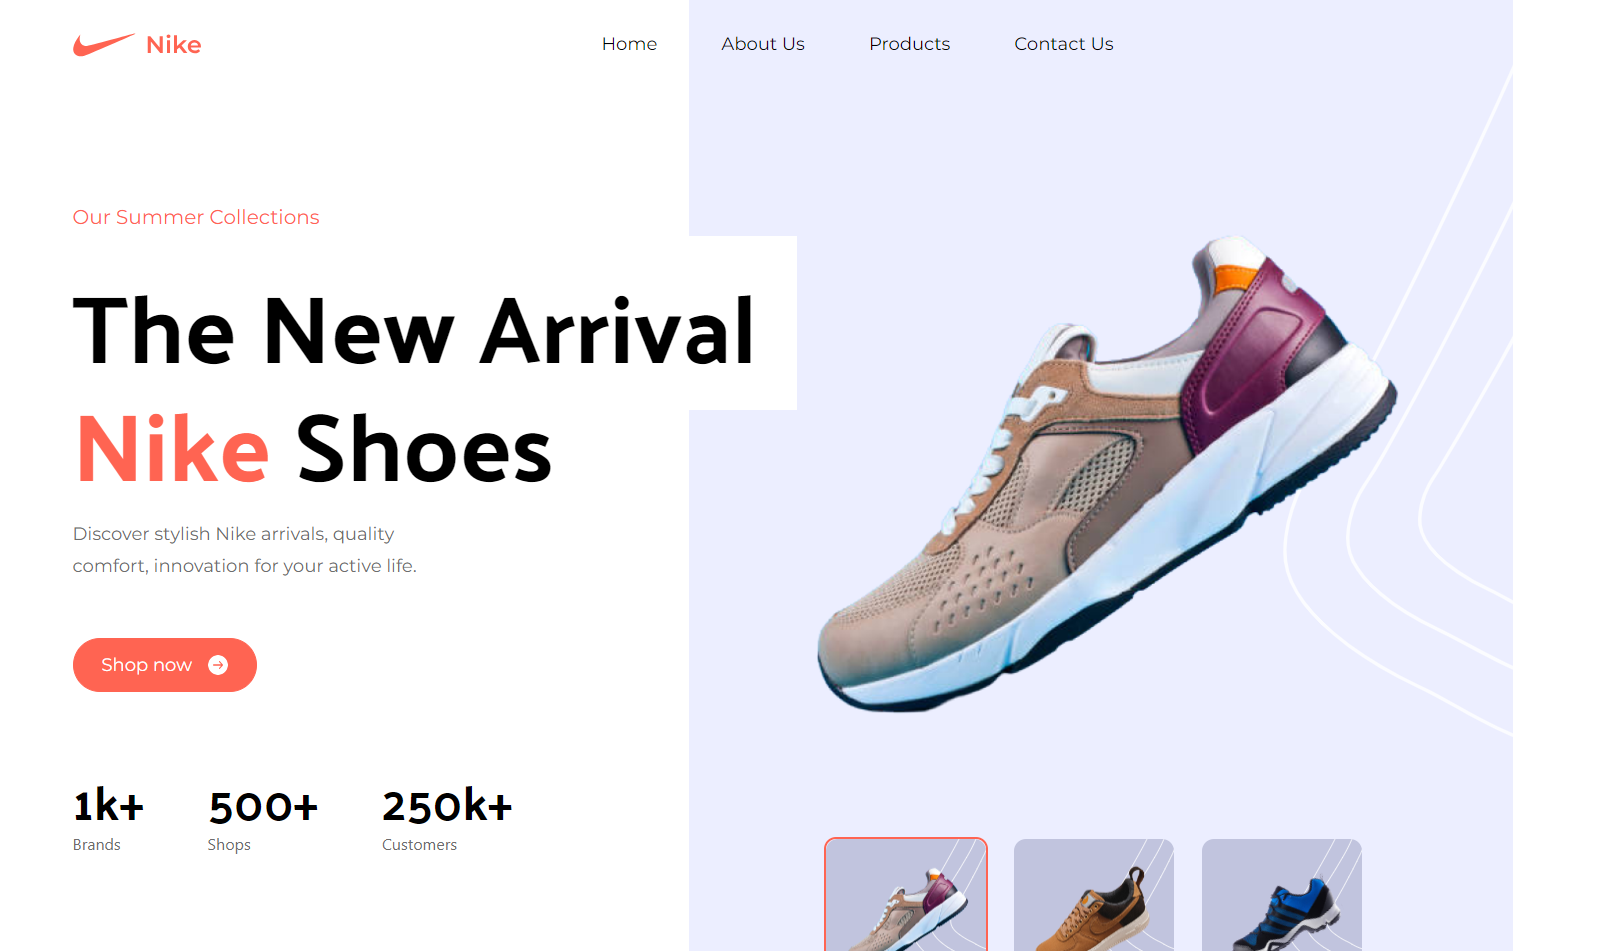 Nike
Home About Us Products Contact Us
Our Summer Collections
The New Arrival
Nike Shoes
Discover stylish Nike arrivals, quality
comfort, innovation for your active life.
Shop now
1k+ 500+ 250k+
Brands Shops Customers